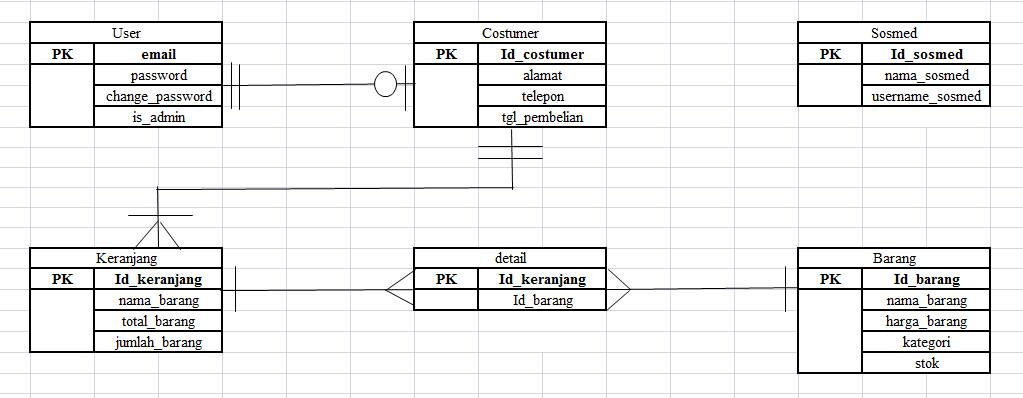 User
PK email
password
change_password
is_admin
Costumer
PK Id_costumer
alamat
telepon
tgl_pembelian
Sosmed
PK Id_sosmed
nama_sosmed
username_sosmed
Keranjang
PK Id_keranjang
nama_barang
total_barang
jumlah_barang
detail
PK Id_keranjang
Id_barang
Barang
PK Id_barang
nama_barang
harga_barang
kategori
stok